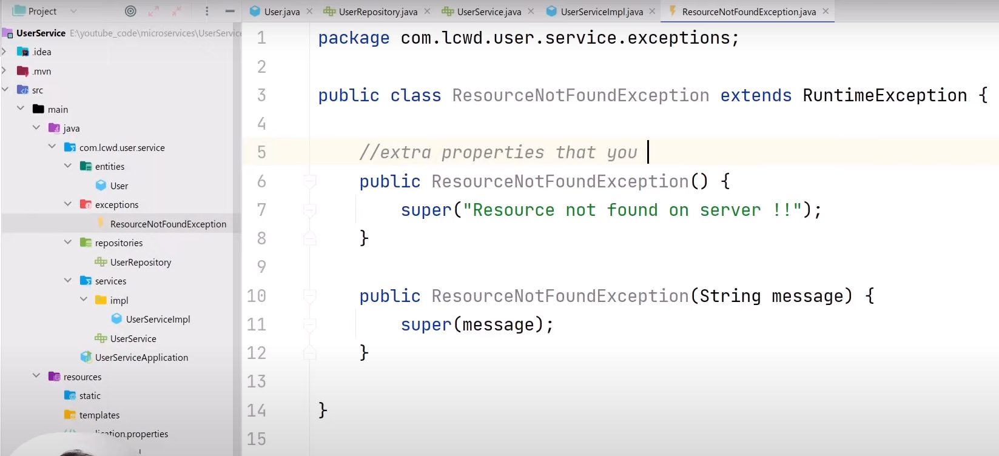 Project
User.java
UserRepository.java
UserService.java
UserServiceImpl.java
ResourceNotFoundException.java
UserService E:\youtube_code\microservices\UserService
.idea
.mvn
src
main
java
com.lcwd.user.service
entities
User
exceptions
ResourceNotFoundException
repositories
UserRepository
services
impl
UserServiceImpl
UserService
UserServiceApplication
resources
static
templates
lication.properties
1 package com.lcwd.user.service.exceptions;
2
3 public class ResourceNotFoundException extends RuntimeException {
4
5 //extra properties that you
6 public ResourceNotFoundException() {
7 super("Resource not found on server !!");
8 }
9
10 public ResourceNotFoundException(String message) {
11 super(message);
12 }
13
14 }
15